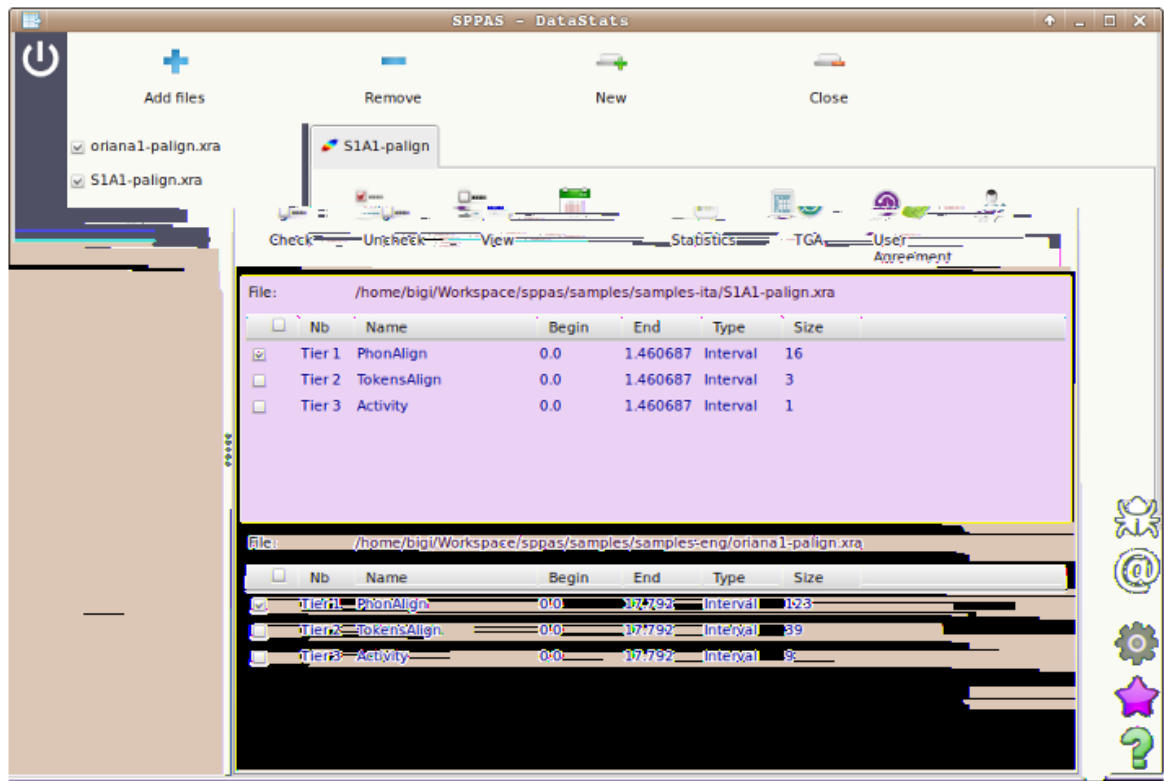 SPPAS - DataStats
Add files Remove New Close
oriana1-palign.xra
S1A1-palign
S1A1-palign.xra
Check Uncheck View Statistics TGA User
Agreement
File: /home/bigi/Workspace/sppas/samples/samples-ita/S1A1-palign.xra
Nb Name Begin End Type Size
Tier 1 PhonAlign 0.0 1.460687 Interval 16
Tier 2 TokensAlign 0.0 1.460687 Interval 3
Tier 3 Activity 0.0 1.460687 Interval 1
File: /home/bigi/Workspace/sppas/samples/samples-eng/oriana1-palign.xra
Nb Name Begin End Type Size
Tier 1 PhonAlign 0.0 17.792 Interval 123
Tier 2 TokensAlign 0.0 17.792 Interval 39
Tier 3 Activity 0.0 17.792 Interval 9